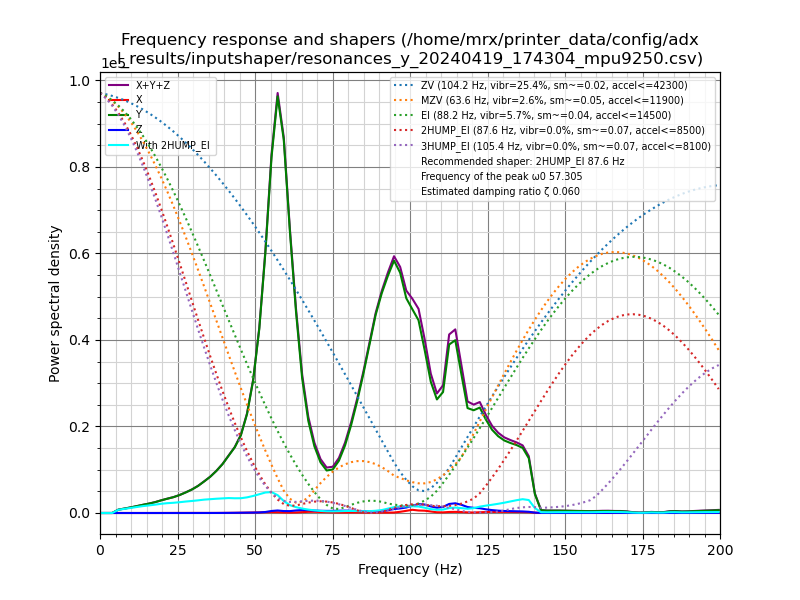 Frequency response and shapers (/home/mrx/printer_data/config/adx
l_results/inputshaper/resonances_y_20240419_174304_mpu9250.csv)
1e5
X+Y+Z
X
Y
Z
With 2HUMP_EI
ZV (104.2 Hz, vibr=25.4%, sm~=0.02, accel<=42300)
MZV (63.6 Hz, vibr=2.6%, sm~=0.05, accel<=11900)
EI (88.2 Hz, vibr=5.7%, sm~=0.04, accel<=14500)
2HUMP_EI (87.6 Hz, vibr=0.0%, sm~=0.07, accel<=8500)
3HUMP_EI (105.4 Hz, vibr=0.0%, sm~=0.07, accel<=8100)
Recommended shaper: 2HUMP_EI 87.6 Hz
Frequency of the peak ω0 57.305
Estimated damping ratio ζ 0.060
Power spectral density
1.0
0.8
0.6
0.4
0.2
0.0
0 25 50 75 100 125 150 175 200
Frequency (Hz)